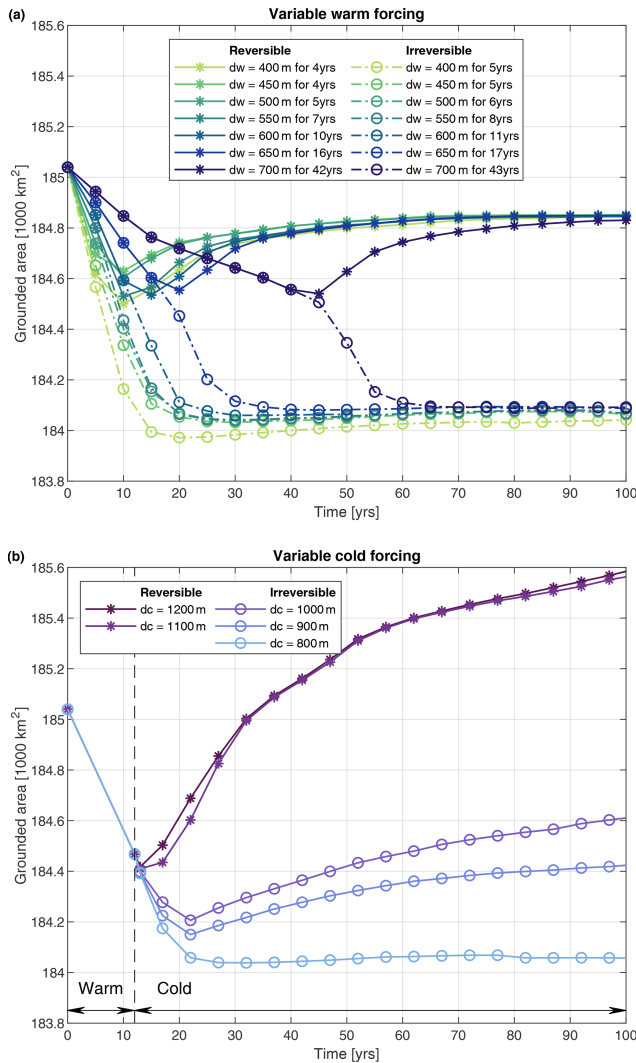 (a)
Variable warm forcing
Grounded area [1000 km²]
185.6
185.4
185.2
185
184.8
184.6
184.4
184.2
184
183.8
Reversible Irreversible
dw = 400 m for 4yrs dw = 400 m for 5yrs
dw = 450 m for 4yrs dw = 450 m for 5yrs
dw = 500 m for 5yrs dw = 500 m for 6yrs
dw = 550 m for 7yrs dw = 550 m for 8yrs
dw = 600 m for 10yrs dw = 600 m for 11yrs
dw = 650 m for 16yrs dw = 650 m for 17yrs
dw = 700 m for 42yrs dw = 700 m for 43yrs
0 10 20 30 40 50 60 70 80 90 100
Time [yrs]
(b)
Variable cold forcing
Grounded area [1000 km²]
185.6
185.4
185.2
185
184.8
184.6
184.4
184.2
184
183.8
Reversible Irreversible
dc = 1200 m dc = 1000 m
dc = 1100 m dc = 900 m
dc = 800 m
Warm Cold
0 10 20 30 40 50 60 70 80 90 100
Time [yrs]